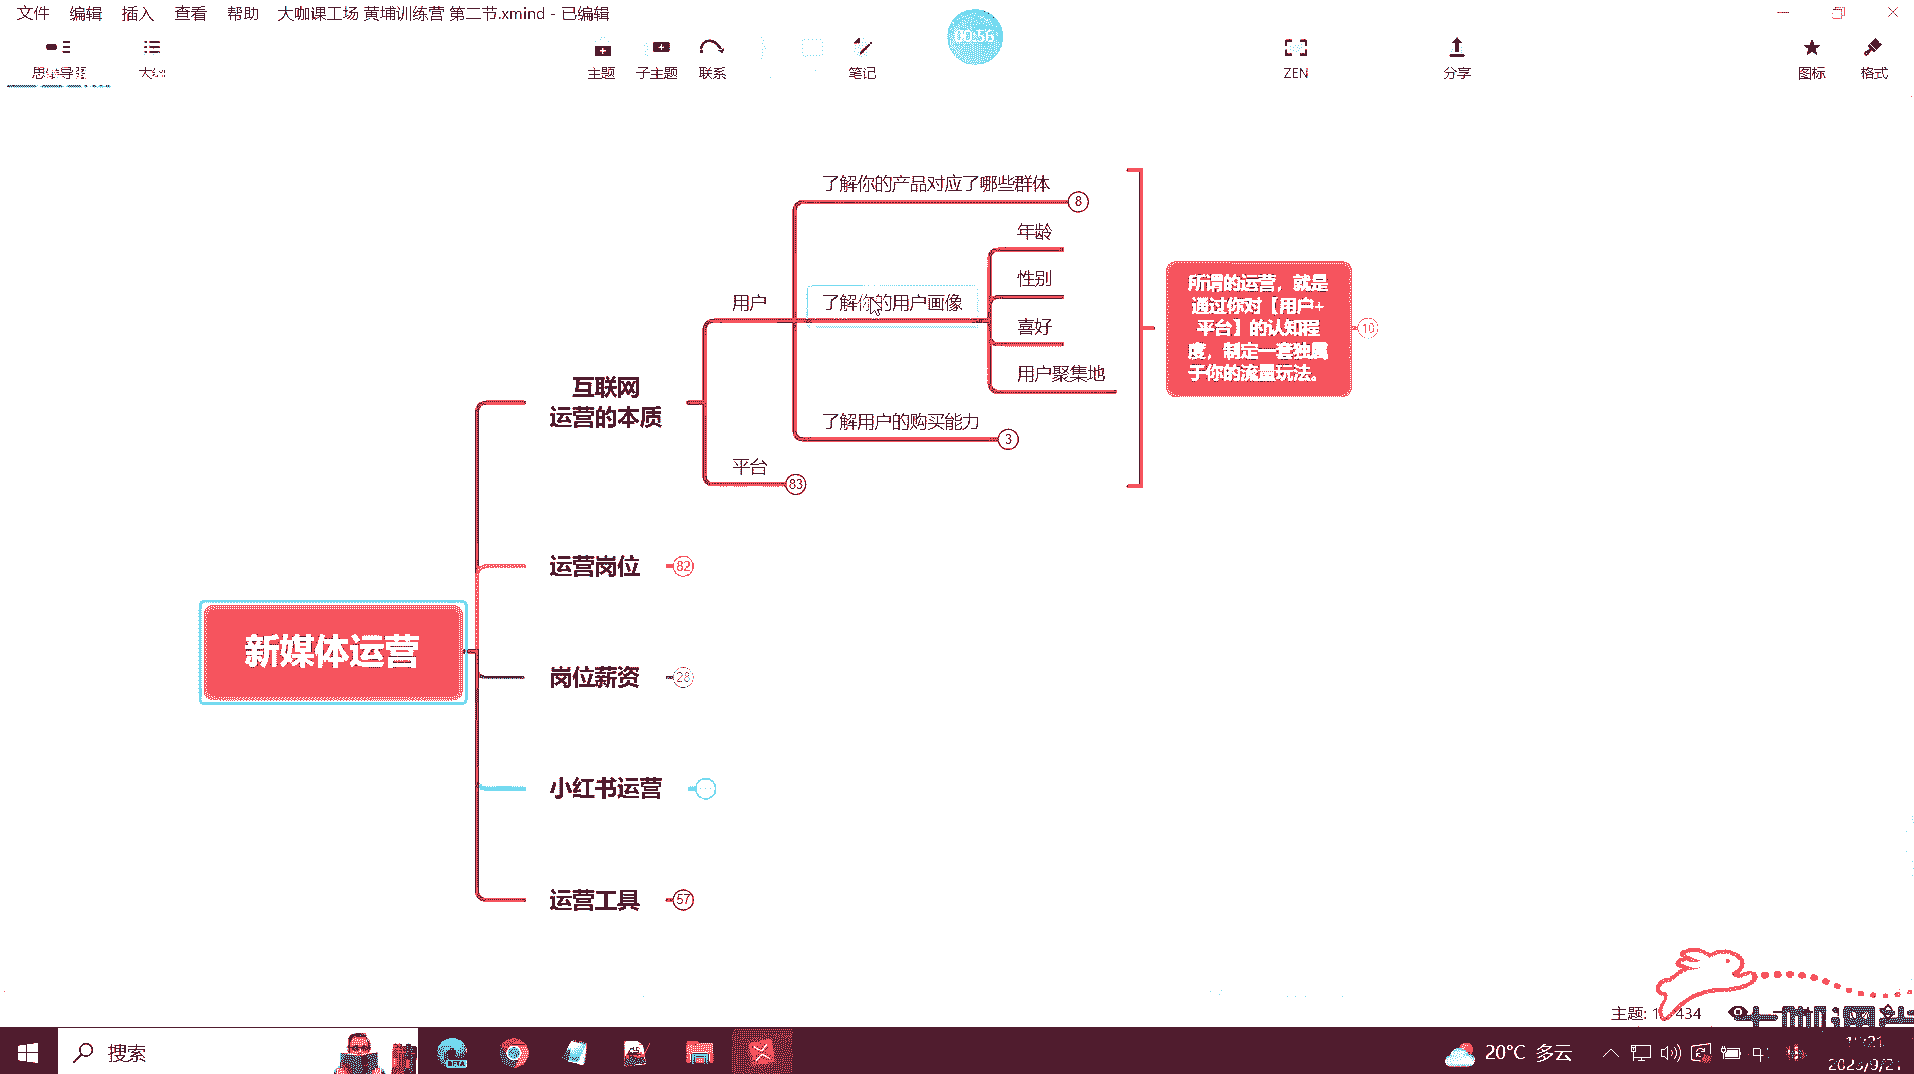 文件 编辑 插入 查看 帮助 大咖课工场 黄埔训练营 第二节.xmind - 已编辑
00:56
思维导图 大纲 主题 子主题 联系 笔记 ZEN 分享 图标 格式
了解你的产品对应了哪些群体
8
年龄
性别
用户
了解你的用户画像
喜好
用户聚集地
所谓的运营，就是
通过你对【用户+
平台】的认知程
度，制定一套独属
于你的流量玩法。
10
互联网
运营的本质
了解用户的购买能力
3
平台
83
运营岗位
82
新媒体运营
岗位薪资
28
小红书运营
运营工具
57
主题:
434
搜索
BETA
20°C 多云